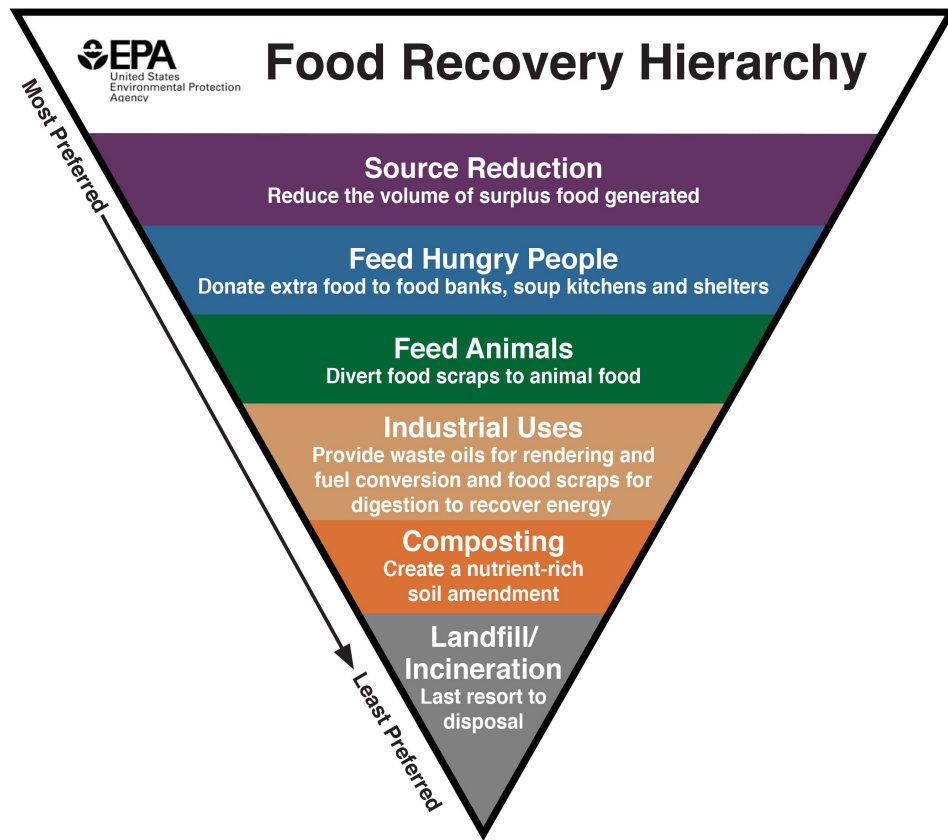 EPA
United States
Environmental Protection
Agency
Food Recovery Hierarchy
Most Preferred
Source Reduction
Reduce the volume of surplus food generated
Feed Hungry People
Donate extra food to food banks, soup kitchens and shelters
Feed Animals
Divert food scraps to animal food
Industrial Uses
Provide waste oils for rendering and
fuel conversion and food scraps for
digestion to recover energy
Composting
Create a nutrient-rich
soil amendment
Landfill/
Incineration
Last resort to
disposal
Least Preferred